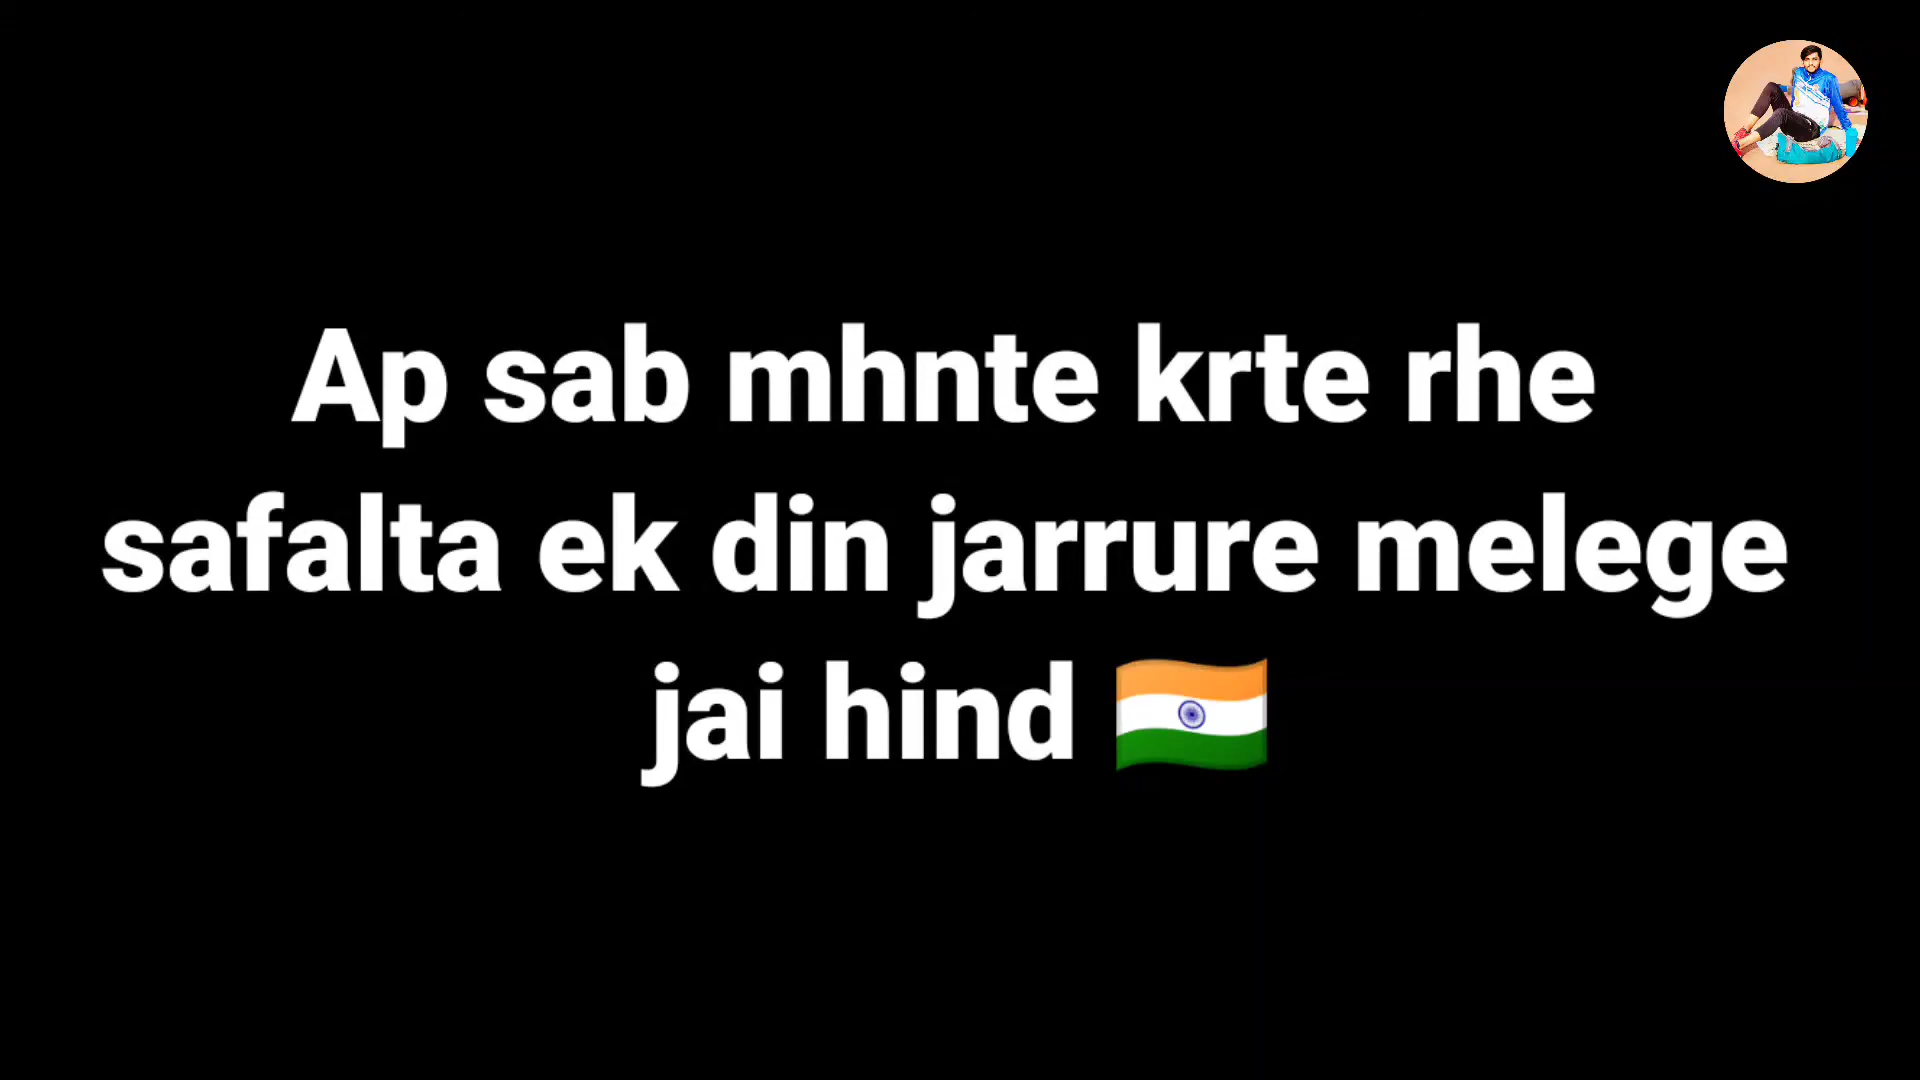 Ap sab mhnte krte rhe
safalta ek din jarrure melege
jai hind 🇮🇳